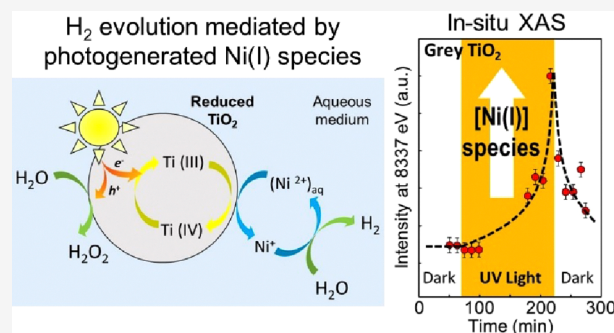 H₂ evolution mediated by
photogenerated Ni(I) species
Reduced
TiO₂
Aqueous
medium
e⁻
h⁺
Ti (III)
Ti (IV)
H₂O
H₂O₂
(Ni ²⁺)aq
Ni⁺
H₂
H₂O
In-situ XAS
Grey TiO₂
[Ni(I)]
species
Intensity at 8337 eV (a.u.)
Dark
UV Light
Dark
0
100
200
300
Time (min)